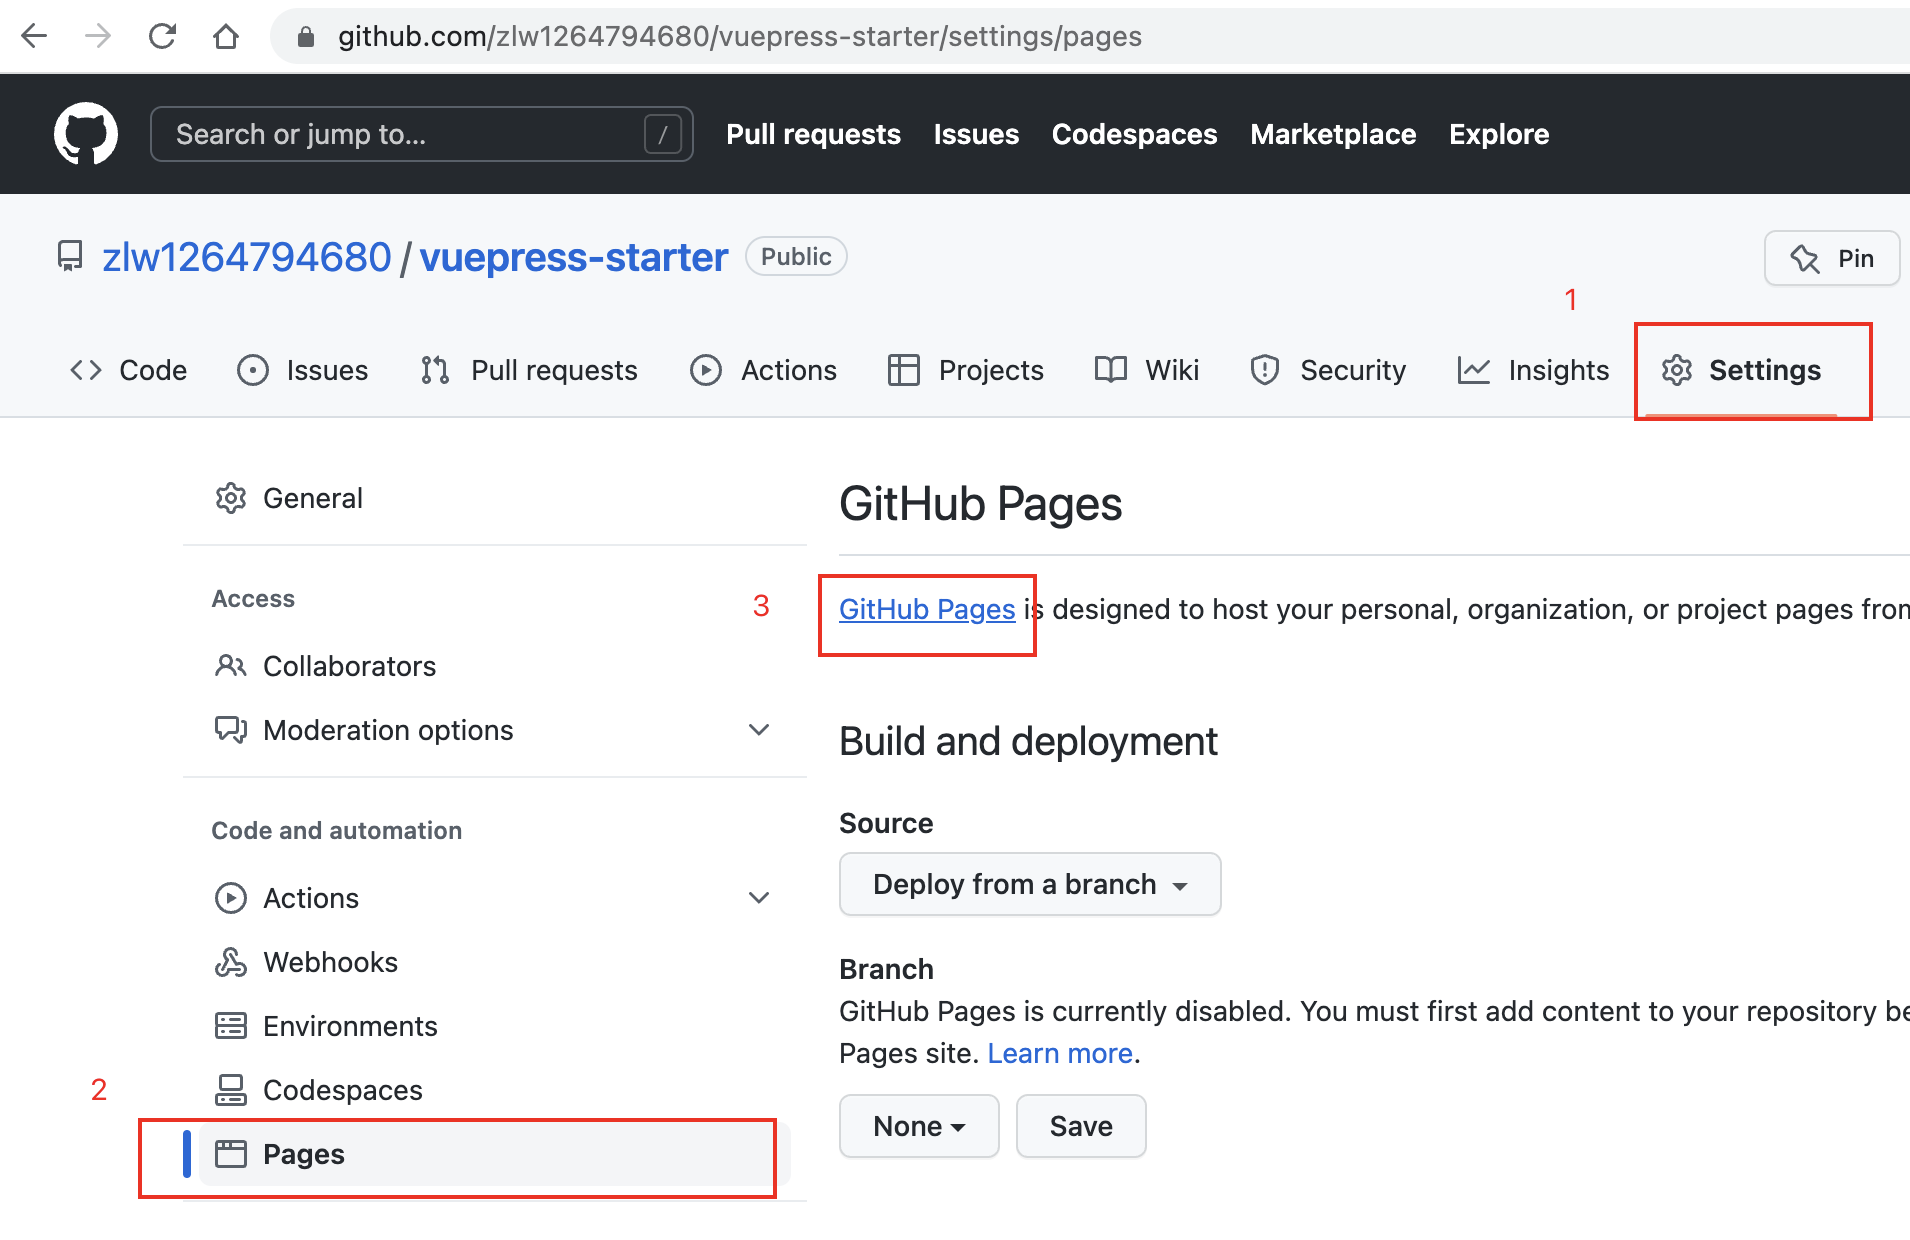 github.com/zlw1264794680/vuepress-starter/settings/pages
Search or jump to... /
Pull requests Issues Codespaces Marketplace Explore
zlw1264794680 / vuepress-starter Public
Pin
1
Code Issues Pull requests Actions Projects Wiki Security Insights Settings
General
Access
Collaborators
Moderation options
Code and automation
Actions
Webhooks
Environments
Codespaces
2
Pages
GitHub Pages
3
GitHub Pages is designed to host your personal, organization, or project pages from
Build and deployment
Source
Deploy from a branch
Branch
GitHub Pages is currently disabled. You must first add content to your repository be
Pages site. Learn more.
None Save